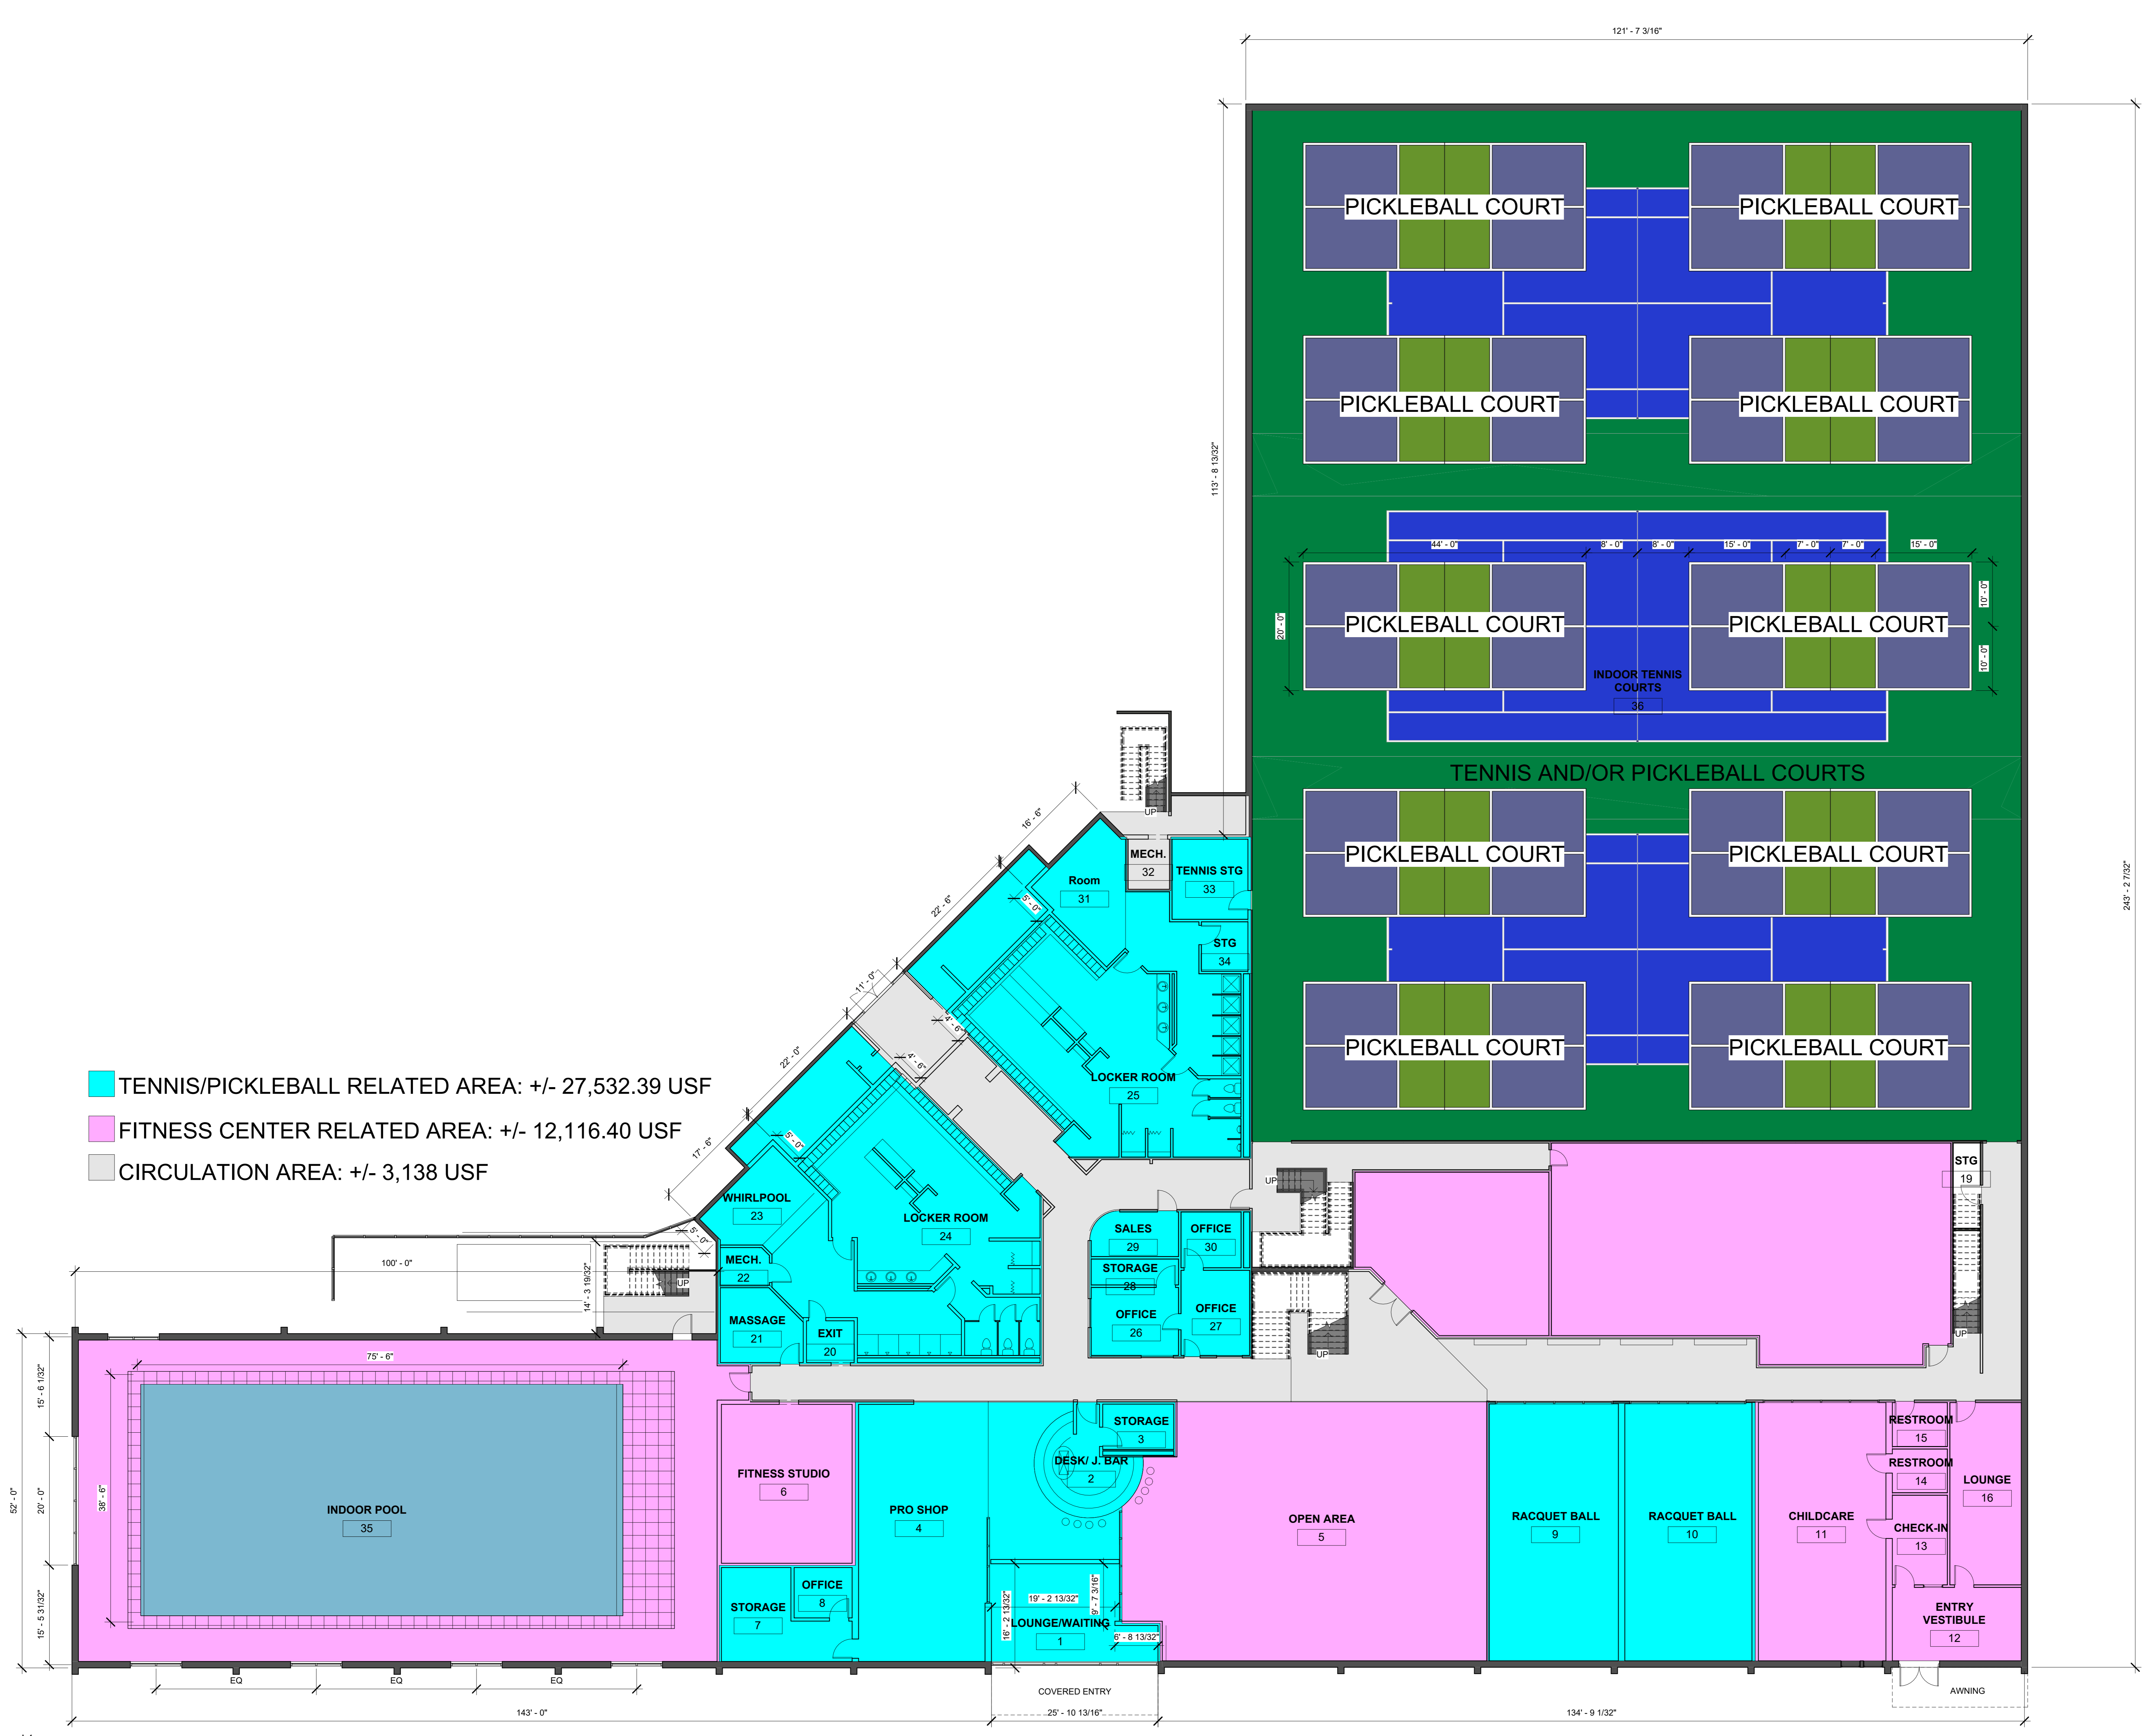 121' - 7 3/16"
PICKLEBALL COURT
PICKLEBALL COURT
PICKLEBALL COURT
PICKLEBALL COURT
113' - 8 13/32"
44' - 0"
8' - 0"
8' - 0"
15' - 0"
7' - 0"
7' - 0"
15' - 0"
20' - 0"
10' - 0"
10' - 0"
PICKLEBALL COURT
PICKLEBALL COURT
INDOOR TENNIS
COURTS
36
TENNIS AND/OR PICKLEBALL COURTS
243' - 2 7/32"
PICKLEBALL COURT
PICKLEBALL COURT
PICKLEBALL COURT
PICKLEBALL COURT
UP
16' - 6"
22' - 6"
11' - 0"
22' - 0"
17' - 6"
5' - 0"
4' - 6"
4' - 6"
5' - 0"
5' - 0"
MECH.
32
TENNIS STG
33
Room
31
STG
34
LOCKER ROOM
25
TENNIS/PICKLEBALL RELATED AREA: +/- 27,532.39 USF
FITNESS CENTER RELATED AREA: +/- 12,116.40 USF
CIRCULATION AREA: +/- 3,138 USF
WHIRLPOOL
23
LOCKER ROOM
24
MECH.
22
MASSAGE
21
EXIT
20
SALES
29
OFFICE
30
STORAGE
28
OFFICE
26
OFFICE
27
UP
UP
STG
19
UP
100' - 0"
14' - 3 19/32"
UP
52' - 0"
15' - 6 1/32"
20' - 0"
15' - 5 31/32"
75' - 6"
38' - 6"
INDOOR POOL
35
FITNESS STUDIO
6
STORAGE
7
OFFICE
8
PRO SHOP
4
STORAGE
3
DESK/ J. BAR
2
19' - 2 13/32"
16' - 2 13/32"
9' - 7 3/16"
6' - 8 13/32"
LOUNGE/WAITING
1
OPEN AREA
5
RACQUET BALL
9
RACQUET BALL
10
CHILDCARE
11
RESTROOM
15
RESTROOM
14
CHECK-IN
13
LOUNGE
16
ENTRY
VESTIBULE
12
EQ
EQ
EQ
COVERED ENTRY
AWNING
143' - 0"
25' - 10 13/16"
134' - 9 1/32"